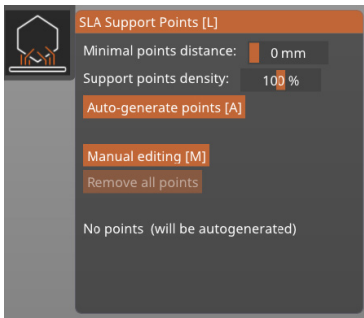 SLA Support Points [L]
Minimal points distance: 0 mm
Support points density: 100 %
Auto-generate points [A]
Manual editing [M]
Remove all points
No points  (will be autogenerated)